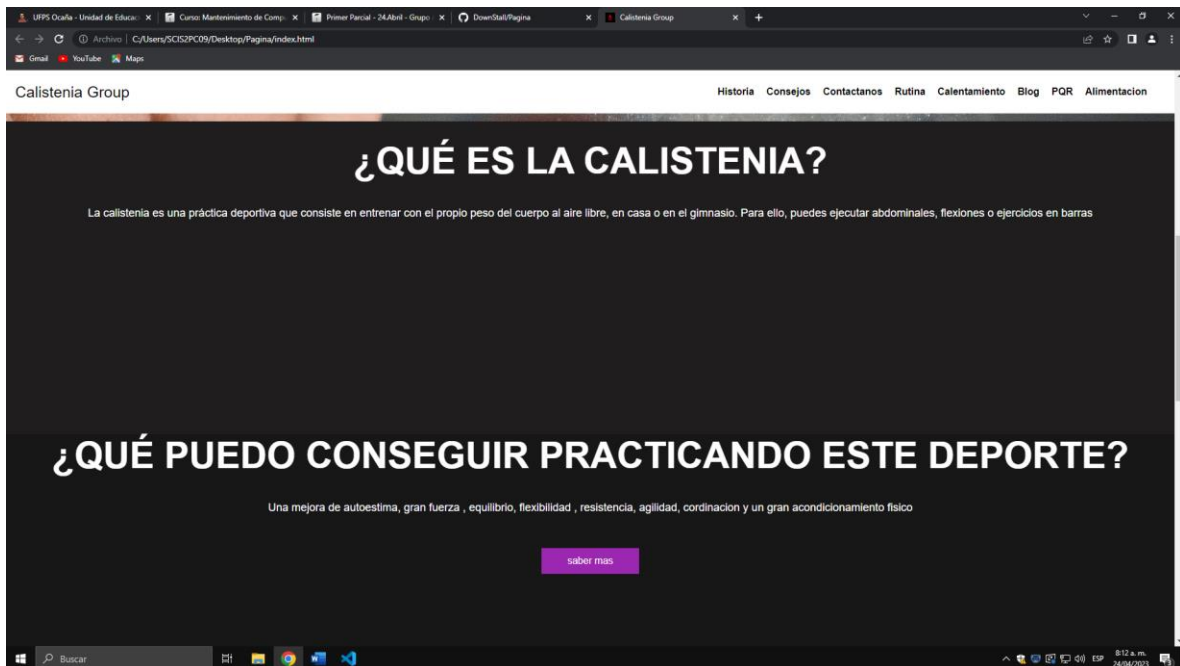 UFPS Ocaña - Unidad de Educac
Curso: Mantenimiento de Comp
Primer Parcial - 24.Abril - Grupo
DownStall/Pagina
Calistenia Group
Archivo | C:/Users/SCIS2PC09/Desktop/Pagina/index.html
Gmail YouTube Maps
Calistenia Group
Historia Consejos Contactanos Rutina Calentamiento Blog PQR Alimentacion
¿QUÉ ES LA CALISTENIA?
La calistenia es una práctica deportiva que consiste en entrenar con el propio peso del cuerpo al aire libre, en casa o en el gimnasio. Para ello, puedes ejecutar abdominales, flexiones o ejercicios en barras
¿QUÉ PUEDO CONSEGUIR PRACTICANDO ESTE DEPORTE?
Una mejora de autoestima, gran fuerza , equilibrio, flexibilidad , resistencia, agilidad, cordinacion y un gran acondicionamiento fisico
saber mas
Buscar
ESP
8:12 a. m.
24/04/2023